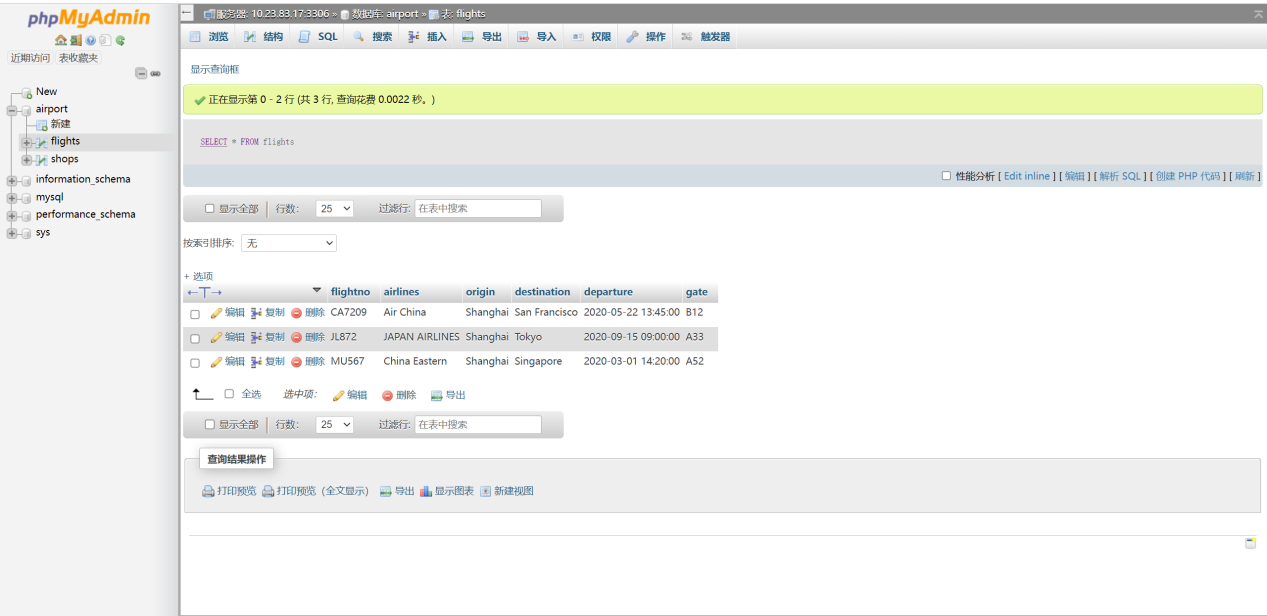 phpMyAdmin
近期访问 表收藏夹
New
airport
新建
flights
shops
information_schema
mysql
performance_schema
sys
服务器: 10.23.83.17:3306 » 数据库: airport » 表: flights
浏览 结构 SQL 搜索 插入 导出 导入 权限 操作 触发器
显示查询框
正在显示第 0 - 2 行 (共 3 行, 查询花费 0.0022 秒。)
SELECT * FROM flights
性能分析 [ Edit inline ] [ 编辑 ] [ 解析 SQL ] [ 创建 PHP 代码 ] [ 刷新 ]
显示全部 行数: 25 过滤行: 在表中搜索
按索引排序: 无
+ 选项
←T→ flightno airlines origin destination departure gate
编辑 复制 删除 CA7209 Air China Shanghai San Francisco 2020-05-22 13:45:00 B12
编辑 复制 删除 JL872 JAPAN AIRLINES Shanghai Tokyo 2020-09-15 09:00:00 A33
编辑 复制 删除 MU567 China Eastern Shanghai Singapore 2020-03-01 14:20:00 A52
全选 选中项: 编辑 删除 导出
显示全部 行数: 25 过滤行: 在表中搜索
查询结果操作
打印预览 打印预览 (全文显示) 导出 显示图表 新建视图